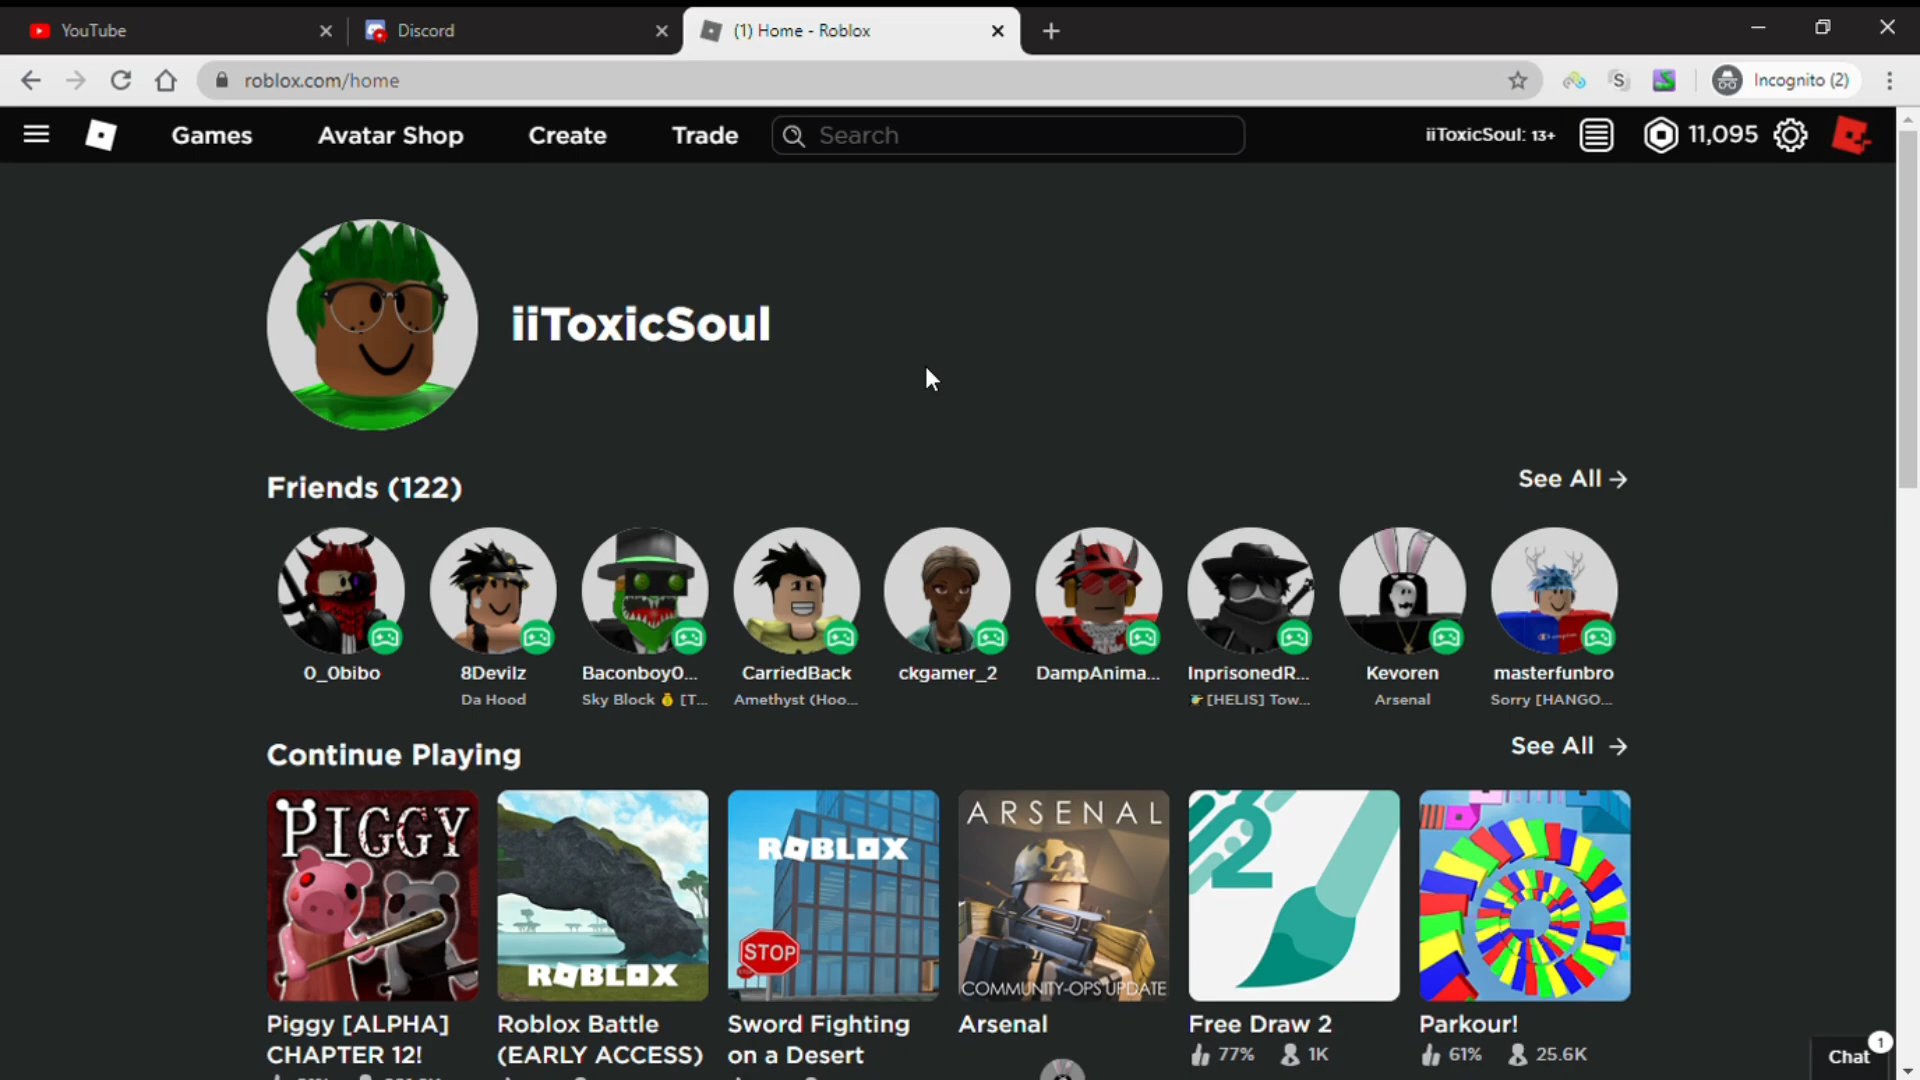 YouTube
Discord
(1) Home - Roblox
roblox.com/home
S
Incognito (2)
Games
Avatar Shop
Create
Trade
Search
iiToxicSoul: 13+
11,095
iiToxicSoul
Friends (122)
See All
0_0bibo
8Devilz
Baconboy0...
CarriedBack
ckgamer_2
DampAnima...
InprisonedR...
Kevoren
masterfunbro
Da Hood
Sky Block 💰 [T...
Amethyst (Hoo...
[HELIS] Tow...
Arsenal
Sorry [HANGO...
Continue Playing
See All
PIGGY
ROBLOX
ROBLOX
STOP
ARSENAL
COMMUNITY-OPS UPDATE
2
Piggy [ALPHA]
CHAPTER 12!
Roblox Battle
(EARLY ACCESS)
Sword Fighting
on a Desert
Arsenal
Free Draw 2
77% 1K
Parkour!
61% 25.6K
Chat
1